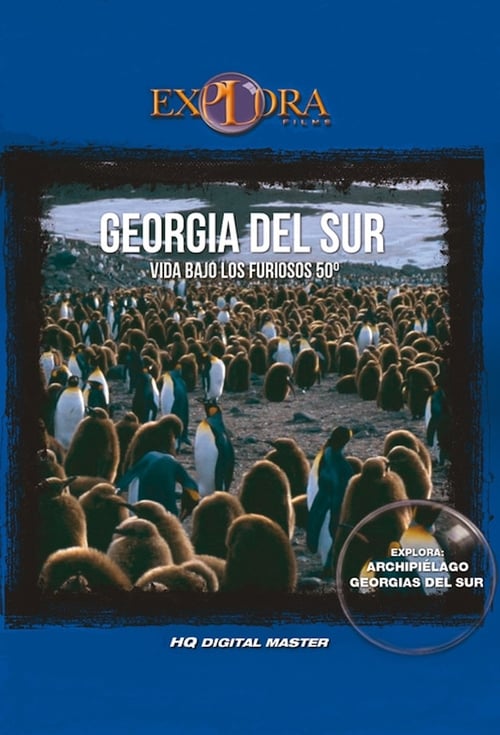 EXPLORA
FILMS
GEORGIA DEL SUR
VIDA BAJO LOS FURIOSOS 50º
EXPLORA:
ARCHIPIÉLAGO
GEORGIAS DEL SUR
HQ DIGITAL MASTER